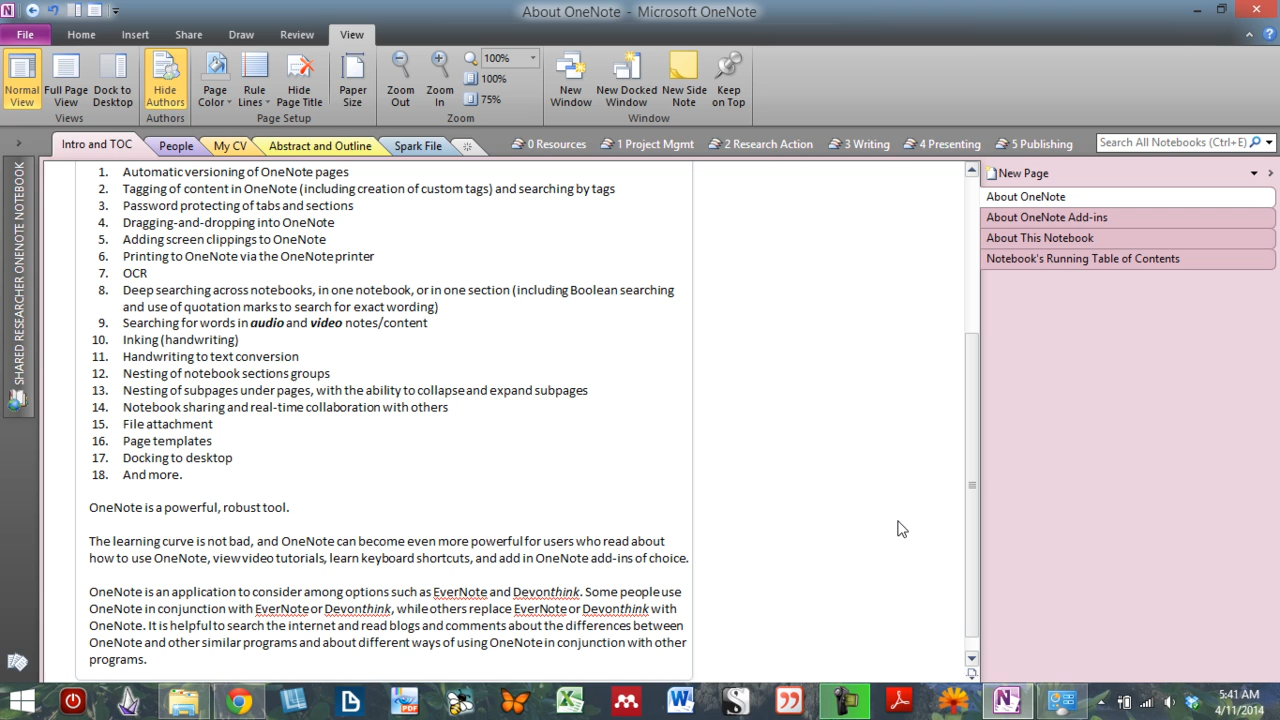 About OneNote - Microsoft OneNote
File Home Insert Share Draw Review View
Normal View
Full Page View
Dock to Desktop
Views
Hide Authors
Authors
Page Color
Rule Lines
Hide Page Title
Paper Size
Page Setup
Zoom Out
Zoom In
100%
100%
75%
Zoom
New Window
New Docked Window
New Side Note
Keep on Top
Window
Intro and TOC People My CV Abstract and Outline Spark File 0 Resources 1 Project Mgmt 2 Research Action 3 Writing 4 Presenting 5 Publishing
Search All Notebooks (Ctrl+E)
SHARED RESEARCHER ONENOTE NOTEBOOK
1. Automatic versioning of OneNote pages
2. Tagging of content in OneNote (including creation of custom tags) and searching by tags
3. Password protecting of tabs and sections
4. Dragging-and-dropping into OneNote
5. Adding screen clippings to OneNote
6. Printing to OneNote via the OneNote printer
7. OCR
8. Deep searching across notebooks, in one notebook, or in one section (including Boolean searching
and use of quotation marks to search for exact wording)
9. Searching for words in audio and video notes/content
10. Inking (handwriting)
11. Handwriting to text conversion
12. Nesting of notebook sections groups
13. Nesting of subpages under pages, with the ability to collapse and expand subpages
14. Notebook sharing and real-time collaboration with others
15. File attachment
16. Page templates
17. Docking to desktop
18. And more.
OneNote is a powerful, robust tool.
The learning curve is not bad, and OneNote can become even more powerful for users who read about
how to use OneNote, view video tutorials, learn keyboard shortcuts, and add in OneNote add-ins of choice.
OneNote is an application to consider among options such as EverNote and Devonthink. Some people use
OneNote in conjunction with EverNote or Devonthink, while others replace EverNote or Devonthink with
OneNote. It is helpful to search the internet and read blogs and comments about the differences between
OneNote and other similar programs and about different ways of using OneNote in conjunction with other
programs.
New Page
About OneNote
About OneNote Add-ins
About This Notebook
Notebook's Running Table of Contents
5:41 AM
4/11/2014